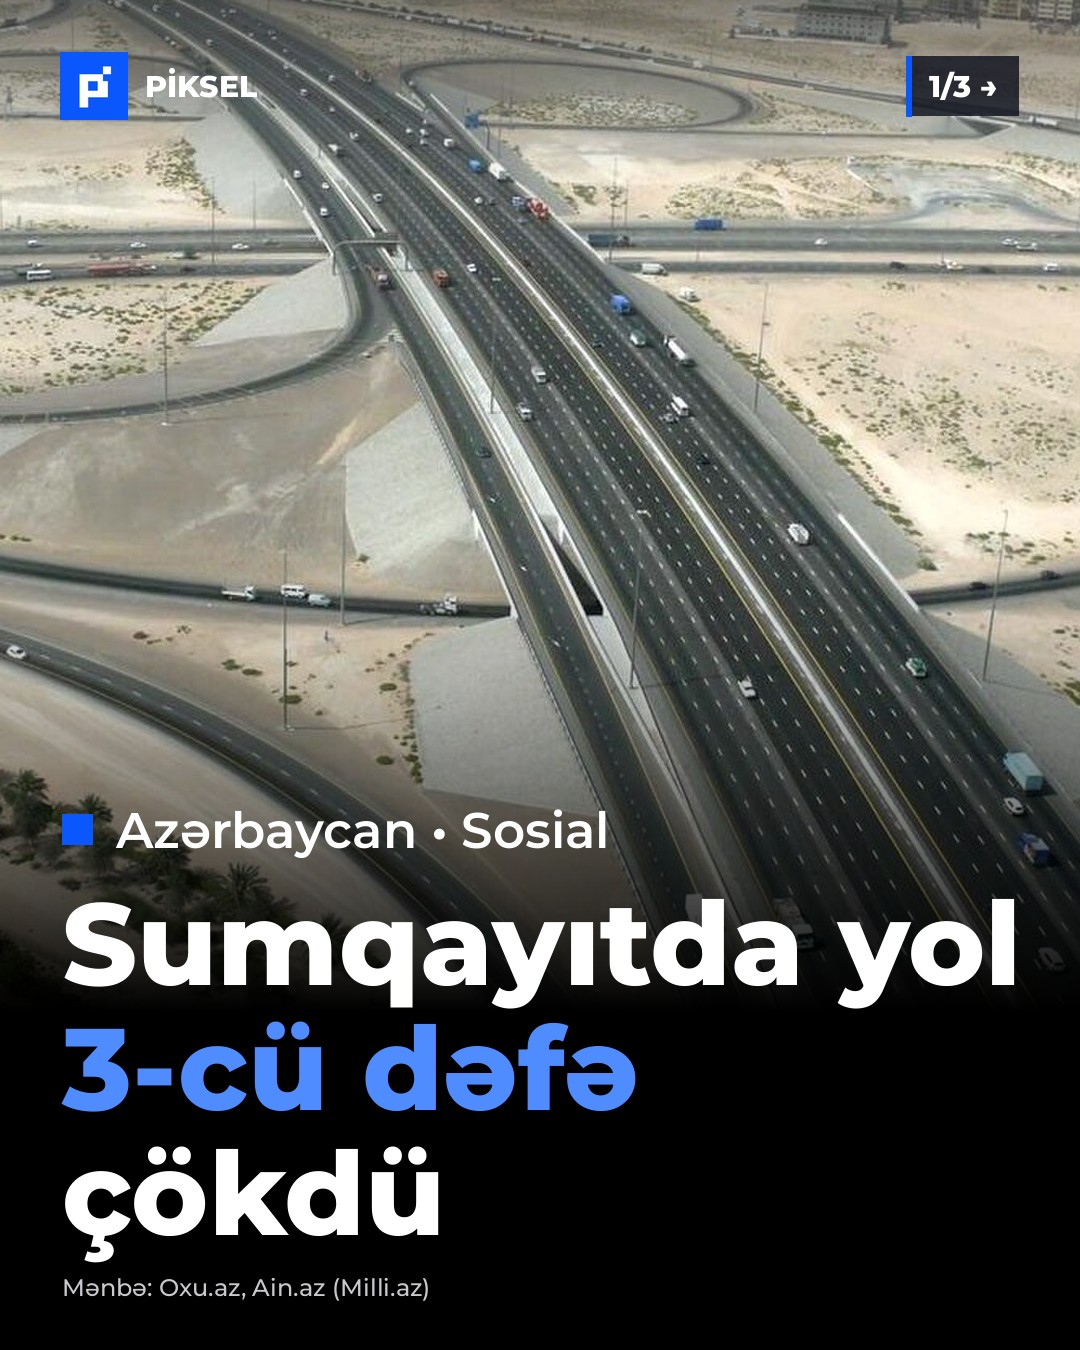 PİKSEL
1/3 →
Azərbaycan • Sosial
Sumqayıtda yol
3-cü dəfə
çökdü
Mənbə: Oxu.az, Ain.az (Milli.az)